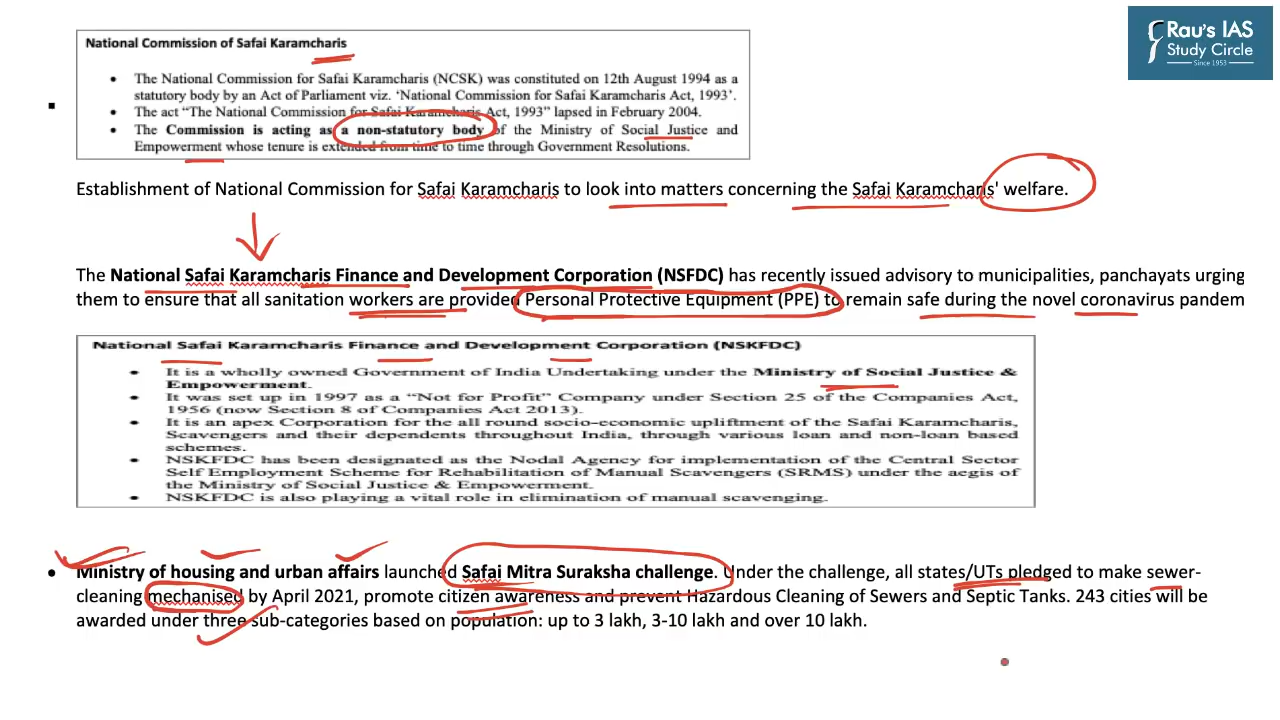 Rau's IAS
Study Circle
Since 1953
National Commission of Safai Karamcharis
• The National Commission for Safai Karamcharis (NCSK) was constituted on 12th August 1994 as a
statutory body by an Act of Parliament viz. 'National Commission for Safai Karamcharis Act, 1993'.
• The act "The National Commission for Safai Karamcharis Act, 1993" lapsed in February 2004.
• The Commission is acting as a non-statutory body of the Ministry of Social Justice and
Empowerment whose tenure is extended from time to time through Government Resolutions.
Establishment of National Commission for Safai Karamcharis to look into matters concerning the Safai Karamcharis' welfare.
The National Safai Karamcharis Finance and Development Corporation (NSFDC) has recently issued advisory to municipalities, panchayats urging
them to ensure that all sanitation workers are provided Personal Protective Equipment (PPE) to remain safe during the novel coronavirus pandem
National Safai Karamcharis Finance and Development Corporation (NSKFDC)
• It is a wholly owned Government of India Undertaking under the Ministry of Social Justice &
Empowerment.
• It was set up in 1997 as a "Not for Profit" Company under Section 25 of the Companies Act,
1956 (now Section 8 of Companies Act 2013).
• It is an apex Corporation for the all round socio-economic upliftment of the Safai Karamcharis,
Scavengers and their dependents throughout India, through various loan and non-loan based
schemes.
• NSKFDC has been designated as the Nodal Agency for implementation of the Central Sector
Self Employment Scheme for Rehabilitation of Manual Scavengers (SRMS) under the aegis of
the Ministry of Social Justice & Empowerment.
• NSKFDC is also playing a vital role in elimination of manual scavenging.
• Ministry of housing and urban affairs launched Safai Mitra Suraksha challenge. Under the challenge, all states/UTs pledged to make sewer-
cleaning mechanised by April 2021, promote citizen awareness and prevent Hazardous Cleaning of Sewers and Septic Tanks. 243 cities will be
awarded under three sub-categories based on population: up to 3 lakh, 3-10 lakh and over 10 lakh.